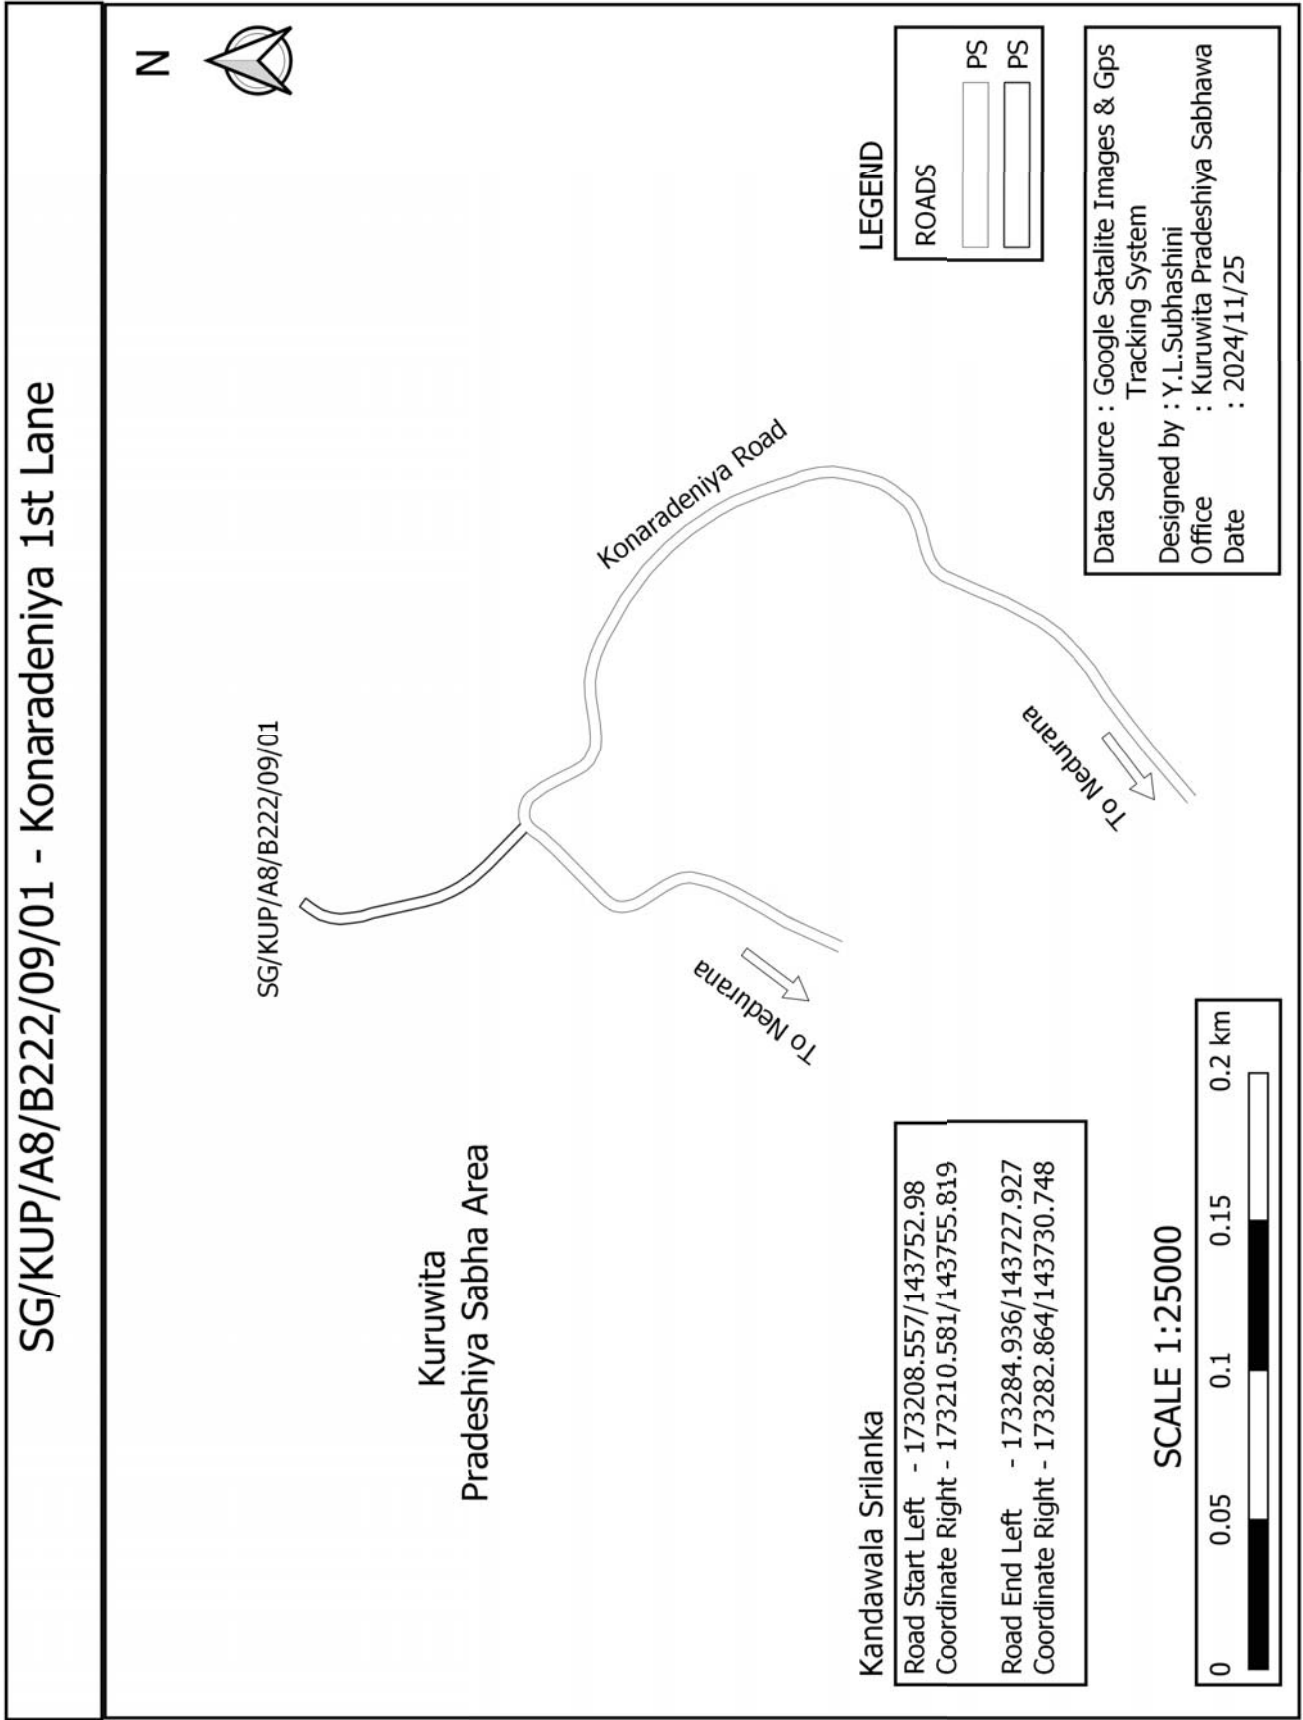 SG/KUP/A8/B222/09/01 - Konaradeniya 1st Lane
N
SG/KUP/A8/B222/09/01
Kuruwita
Pradeshiya Sabha Area
Konaradeniya Road
To Nedurana
To Nedurana
Kandawala Srilanka
Road Start Left - 173208.557/143752.98
Coordinate Right - 173210.581/143755.819
Road End Left - 173284.936/143727.927
Coordinate Right - 173282.864/143730.748
SCALE 1:25000
0 0.05 0.1 0.15 0.2 km
LEGEND
ROADS
PS
PS
Data Source : Google Satalite Images & Gps
Tracking System
Designed by : Y.L.Subhashini
Office : Kuruwita Pradeshiya Sabhawa
Date : 2024/11/25